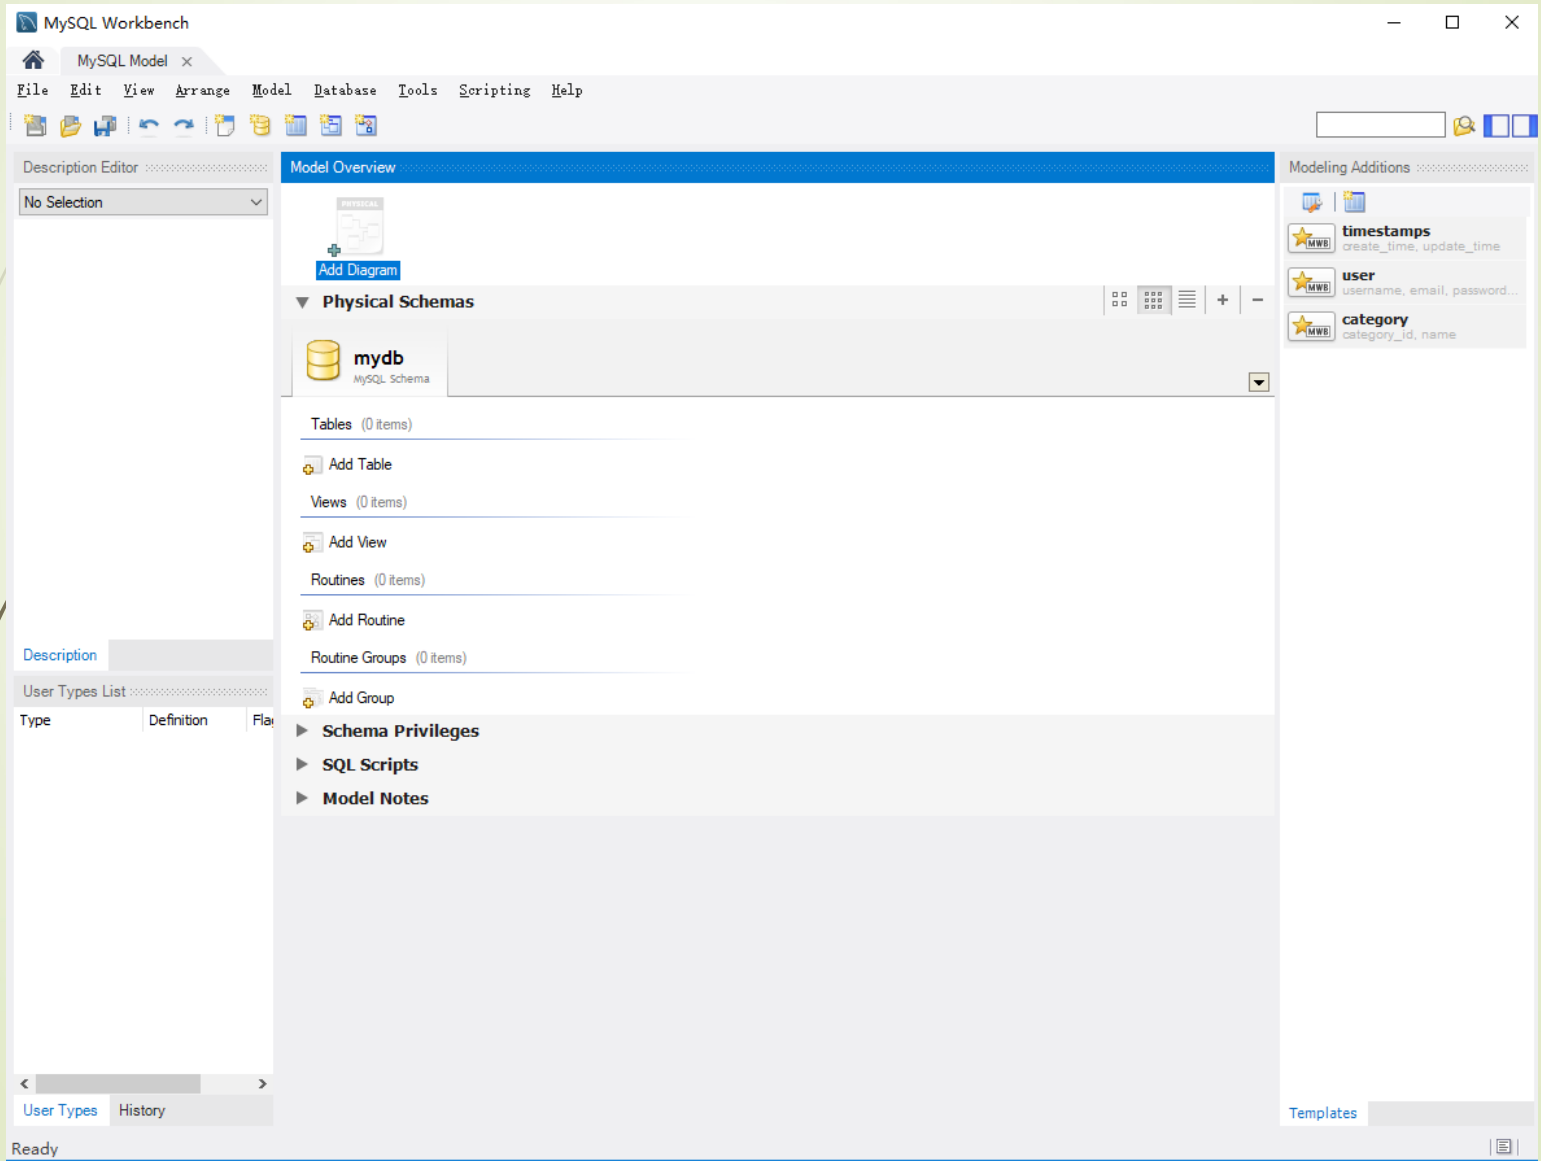 MySQL Workbench
MySQL Model
File Edit View Arrange Model Database Tools Scripting Help
Description Editor
No Selection
Description
User Types List
Type Definition Fla
User Types History
Ready
Model Overview
PHYSICAL
Add Diagram
Physical Schemas
mydb
MySQL Schema
Tables (0 items)
Add Table
Views (0 items)
Add View
Routines (0 items)
Add Routine
Routine Groups (0 items)
Add Group
Schema Privileges
SQL Scripts
Model Notes
Modeling Additions
MWB
timestamps
create_time, update_time
MWB
user
username, email, password...
MWB
category
category_id, name
Templates